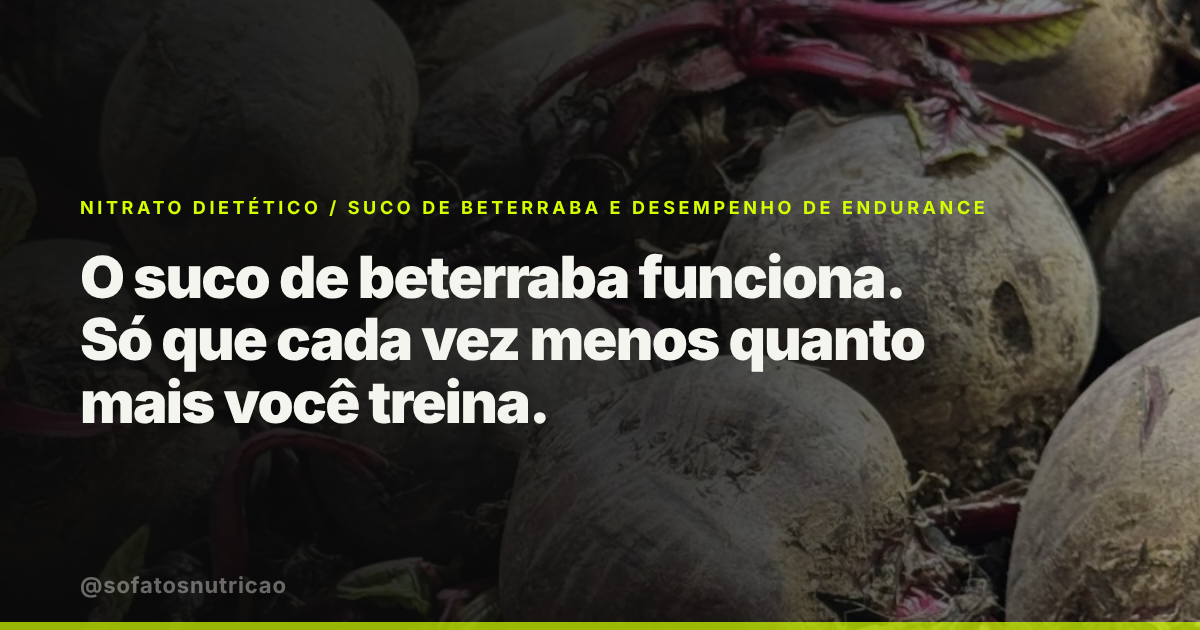 NITRATO DIETÉTICO / SUCO DE BETERRABA E DESEMPENHO DE ENDURANCE
O suco de beterraba funciona.
Só que cada vez menos quanto
mais você treina.
@sofatosnutricao